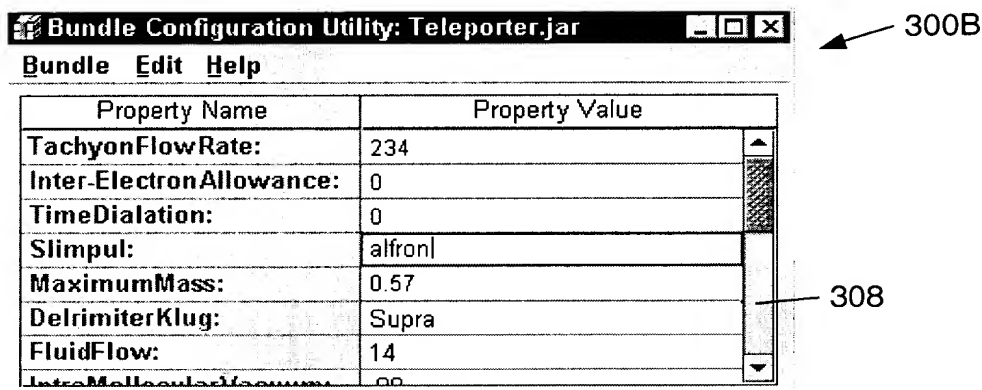 Bundle Configuration Utility: Teleporter.jar
300B
Bundle Edit Help
Property Name Property Value
TachyonFlowRate: 234
Inter-ElectronAllowance: 0
TimeDialation: 0
Slimpul: alfron
MaximumMass: 0.57
308
DelrimiterKlug: Supra
FluidFlow: 14